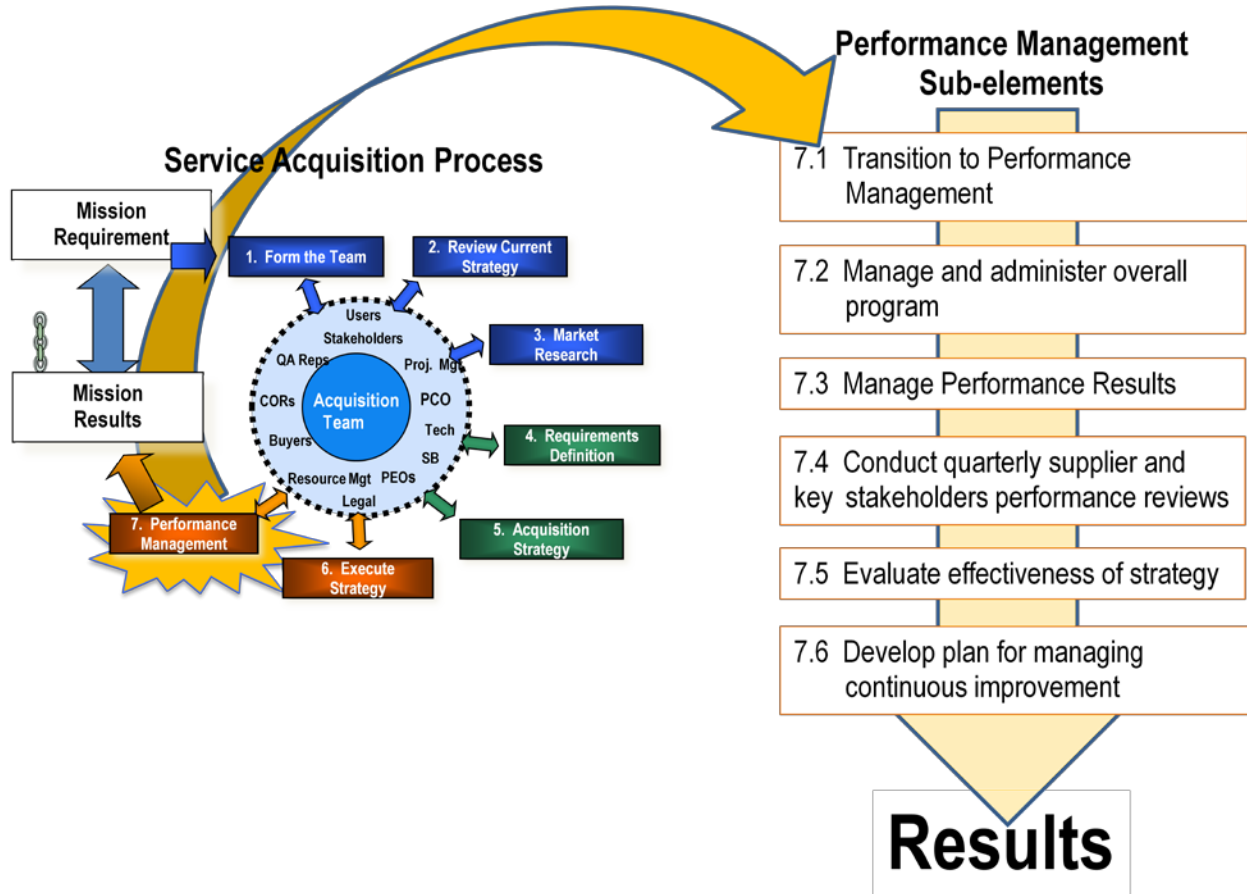 Service Acquisition Process
Mission
Requirement
Mission
Results
1. Form the Team
2. Review Current
Strategy
3. Market
Research
4. Requirements
Definition
5. Acquisition
Strategy
6. Execute
Strategy
7. Performance
Management
Users
Stakeholders
QA Reps
Proj. Mgt
CORs
PCO
Acquisition
Team
Tech
Buyers
SB
Resource Mgt
PEOs
Legal
Performance Management
Sub-elements
7.1 Transition to Performance
Management
7.2 Manage and administer overall
program
7.3 Manage Performance Results
7.4 Conduct quarterly supplier and
key stakeholders performance reviews
7.5 Evaluate effectiveness of strategy
7.6 Develop plan for managing
continuous improvement
Results